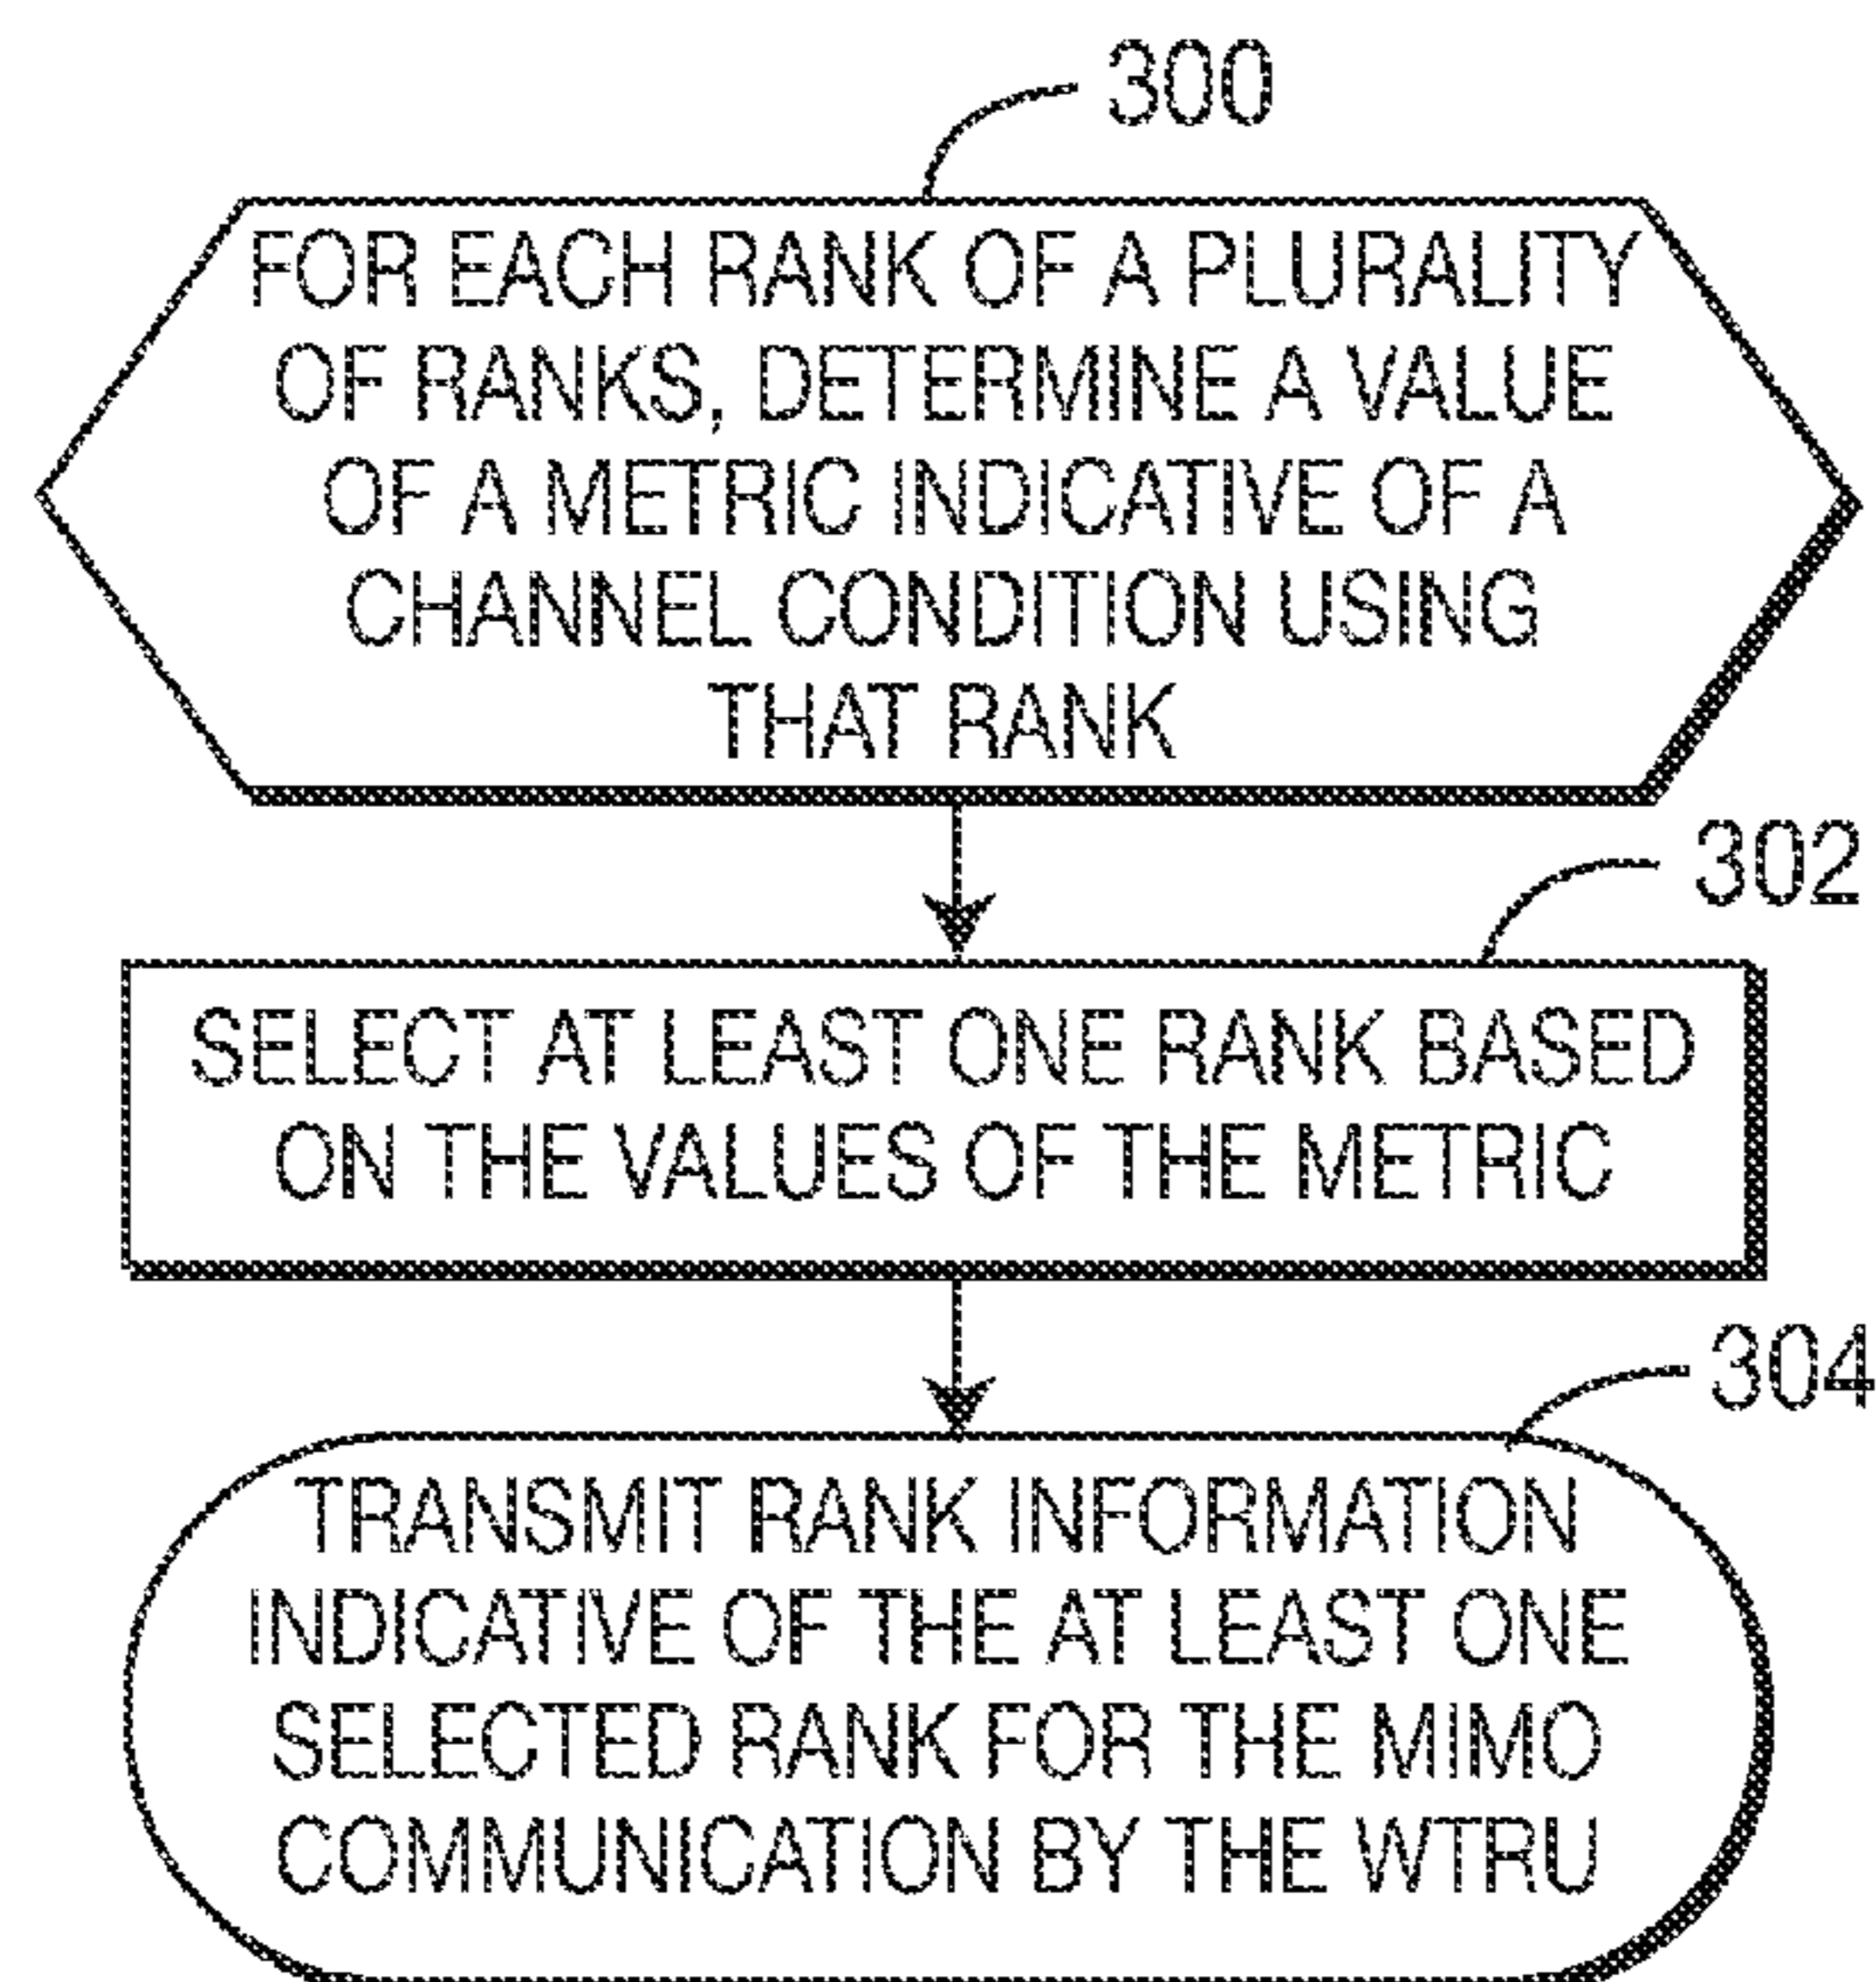 300
FOR EACH RANK OF A PLURALITY
OF RANKS, DETERMINE A VALUE
OF A METRIC INDICATIVE OF A
CHANNEL CONDITION USING
THAT RANK
302
SELECT AT LEAST ONE RANK BASED
ON THE VALUES OF THE METRIC
304
TRANSMIT RANK INFORMATION
INDICATIVE OF THE AT LEAST ONE
SELECTED RANK FOR THE MIMO
COMMUNICATION BY THE WTRU